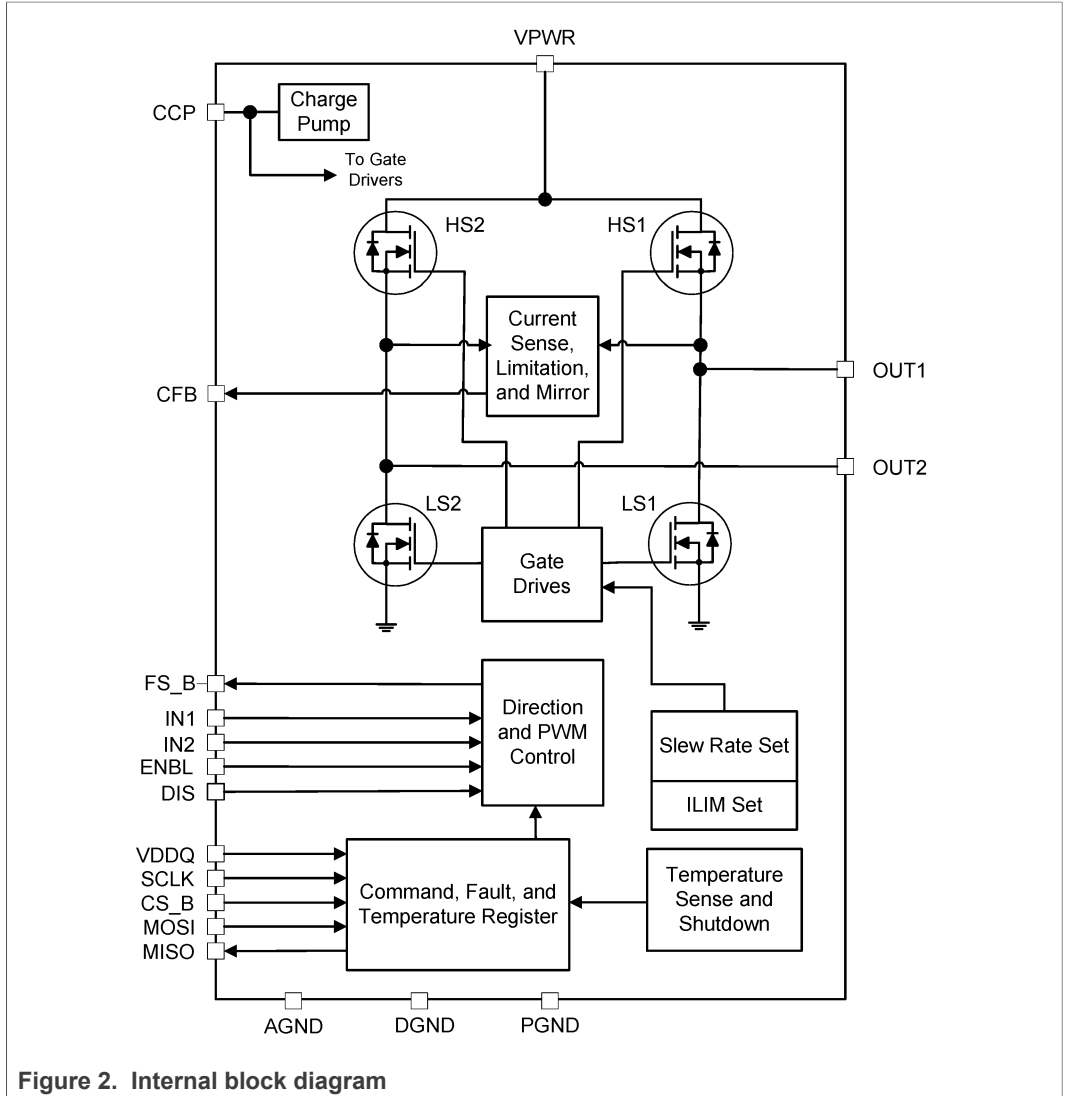 VPWR
CCP
Charge
Pump
To Gate
Drivers
HS2
HS1
Current
Sense,
Limitation,
and Mirror
OUT1
CFB
OUT2
LS2
LS1
Gate
Drives
FS_B
IN1
IN2
ENBL
DIS
Direction
and PWM
Control
Slew Rate Set
ILIM Set
VDDQ
SCLK
CS_B
MOSI
MISO
Command, Fault, and
Temperature Register
Temperature
Sense and
Shutdown
AGND
DGND
PGND
Figure 2. Internal block diagram